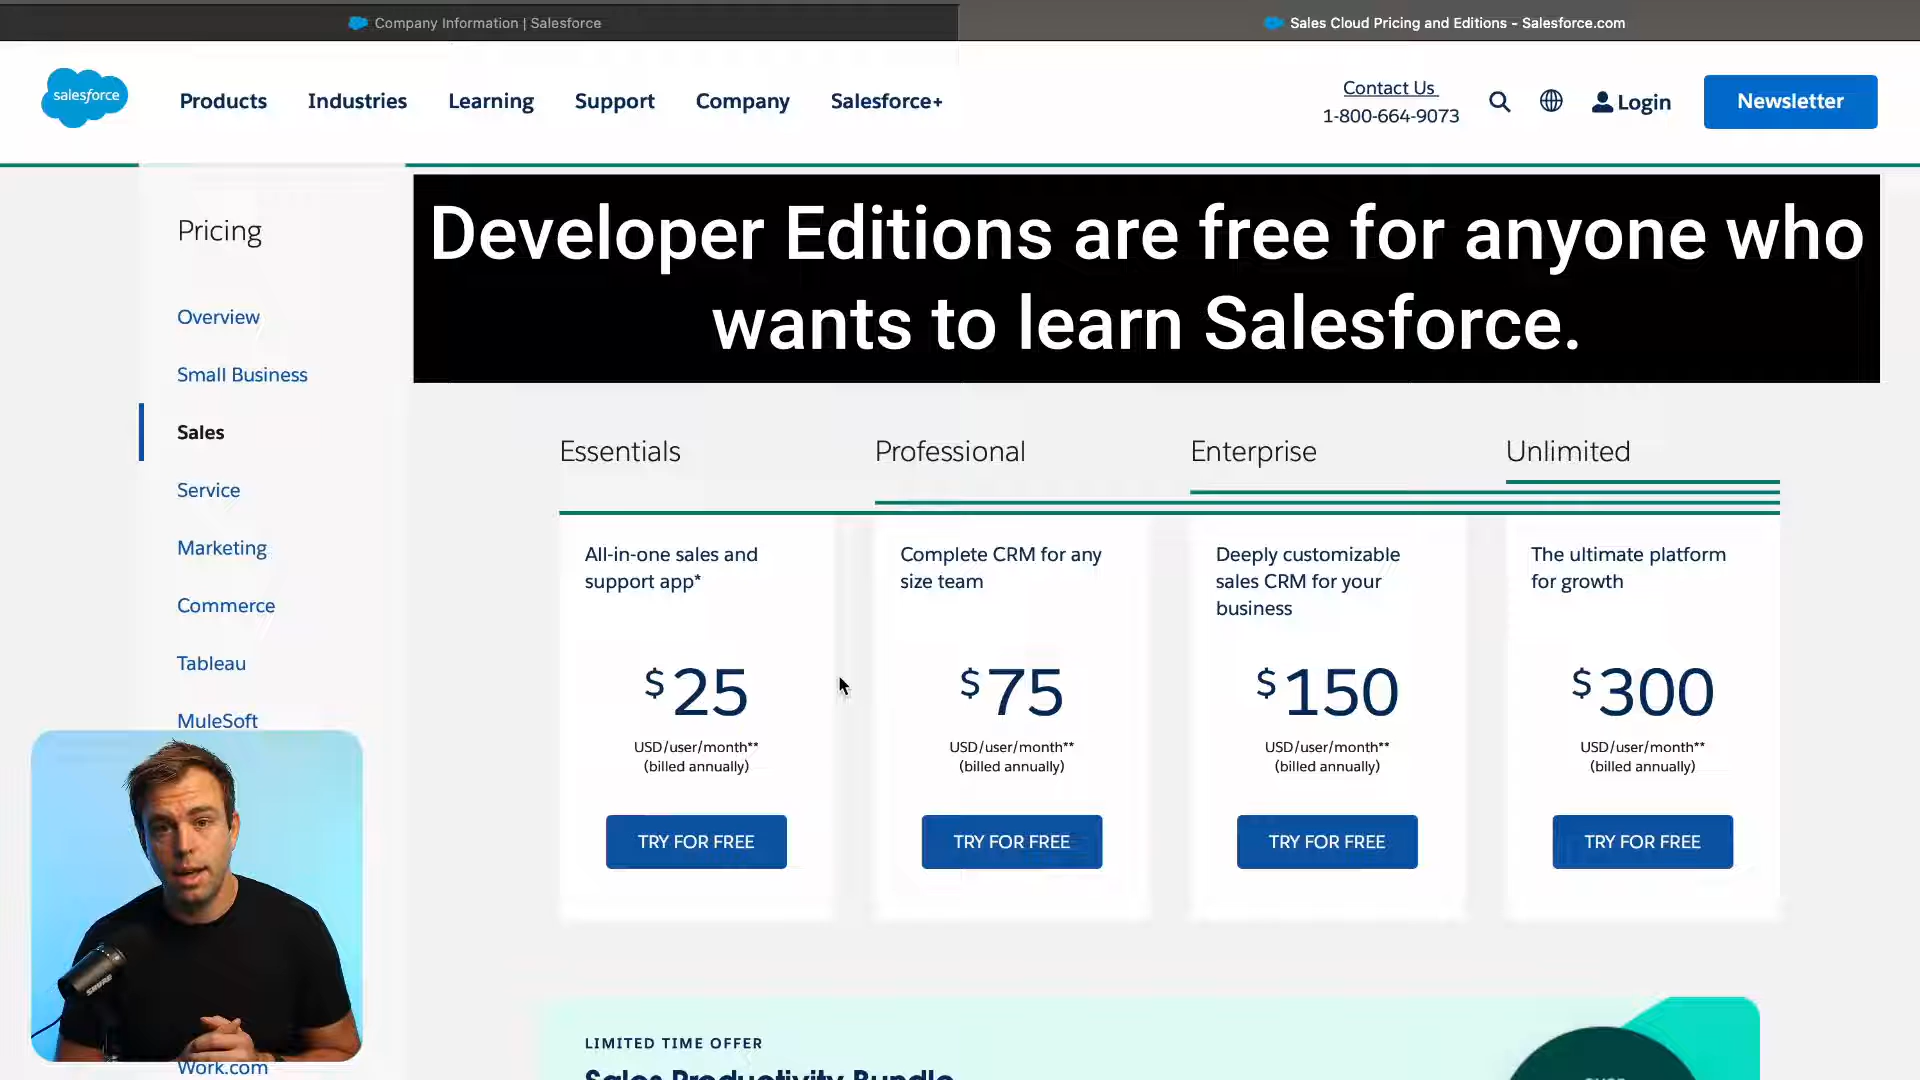 Company Information | Salesforce
Sales Cloud Pricing and Editions - Salesforce.com
salesforce
Products
Industries
Learning
Support
Company
Salesforce+
Contact Us
1-800-664-9073
Login
Newsletter
Pricing
Overview
Small Business
Sales
Service
Marketing
Commerce
Tableau
MuleSoft
Work.com
Developer Editions are free for anyone who
wants to learn Salesforce.
Essentials
Professional
Enterprise
Unlimited
All-in-one sales and
support app*
$25
USD/user/month**
(billed annually)
TRY FOR FREE
Complete CRM for any
size team
$75
USD/user/month**
(billed annually)
TRY FOR FREE
Deeply customizable
sales CRM for your
business
$150
USD/user/month**
(billed annually)
TRY FOR FREE
The ultimate platform
for growth
$300
USD/user/month**
(billed annually)
TRY FOR FREE
SHURE
LIMITED TIME OFFER
Sales Productivity Bundle